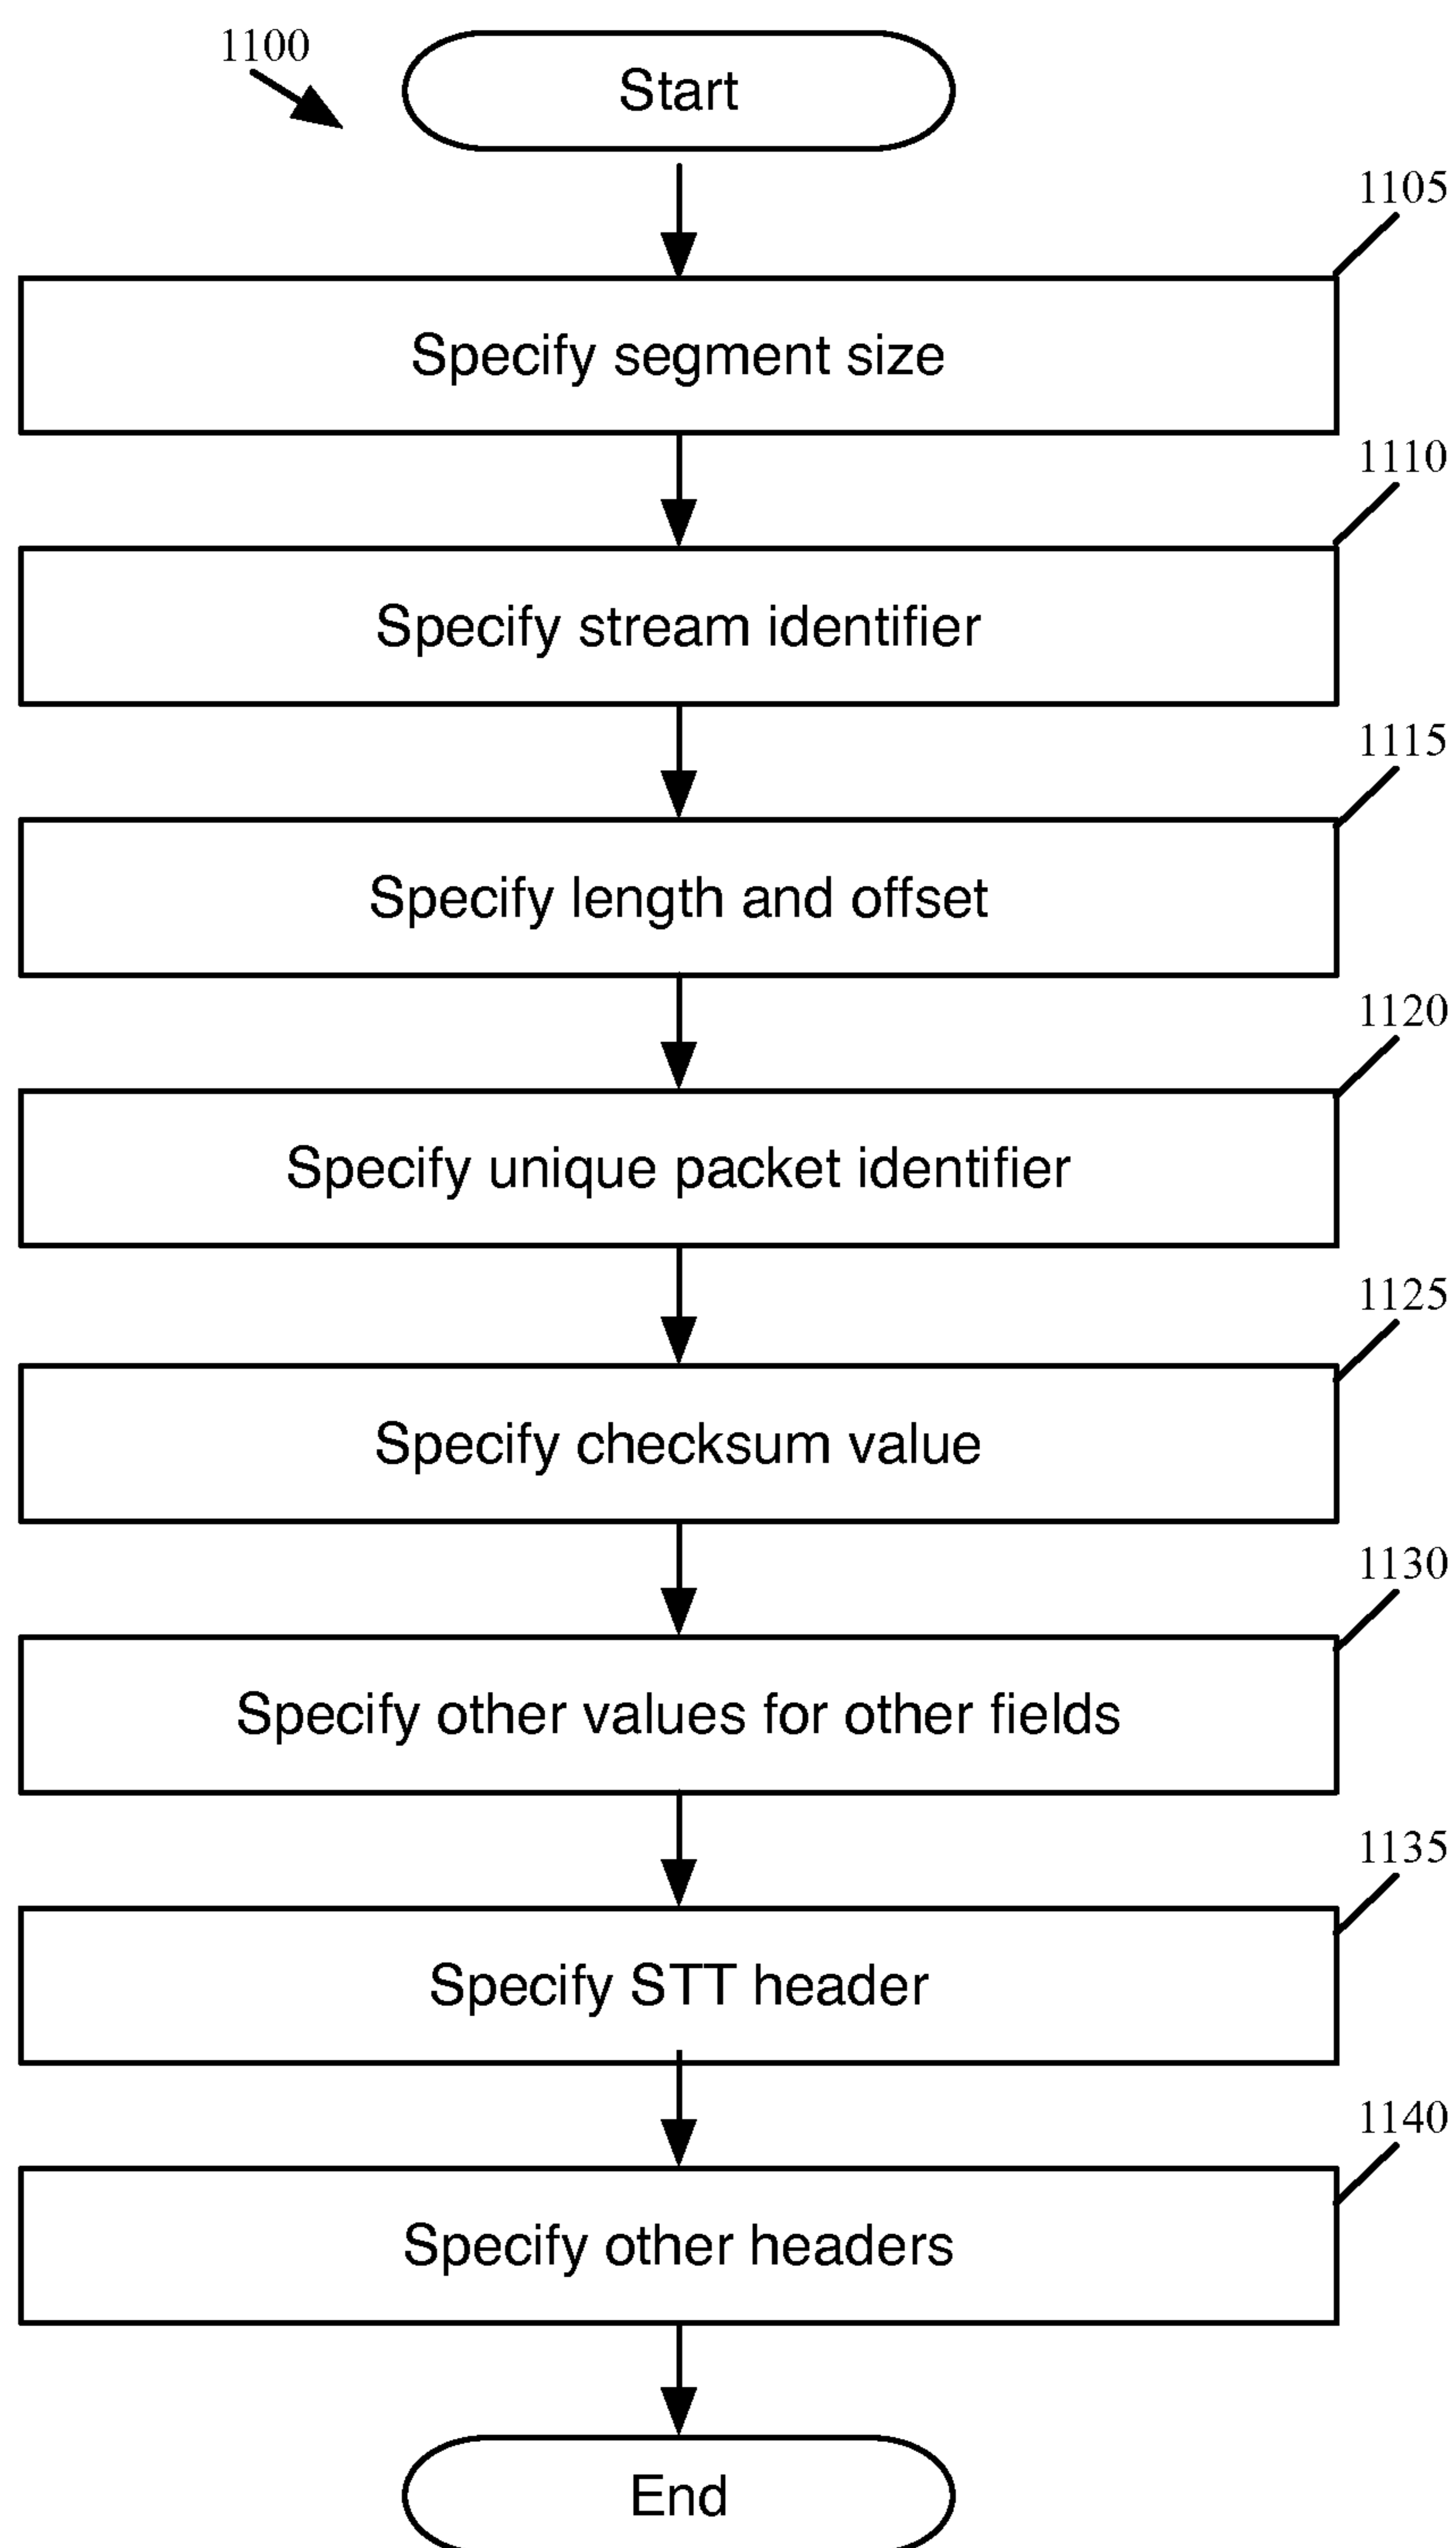 1100
Start
1105
Specify segment size
1110
Specify stream identifier
1115
Specify length and offset
1120
Specify unique packet identifier
1125
Specify checksum value
1130
Specify other values for other fields
1135
Specify STT header
1140
Specify other headers
End